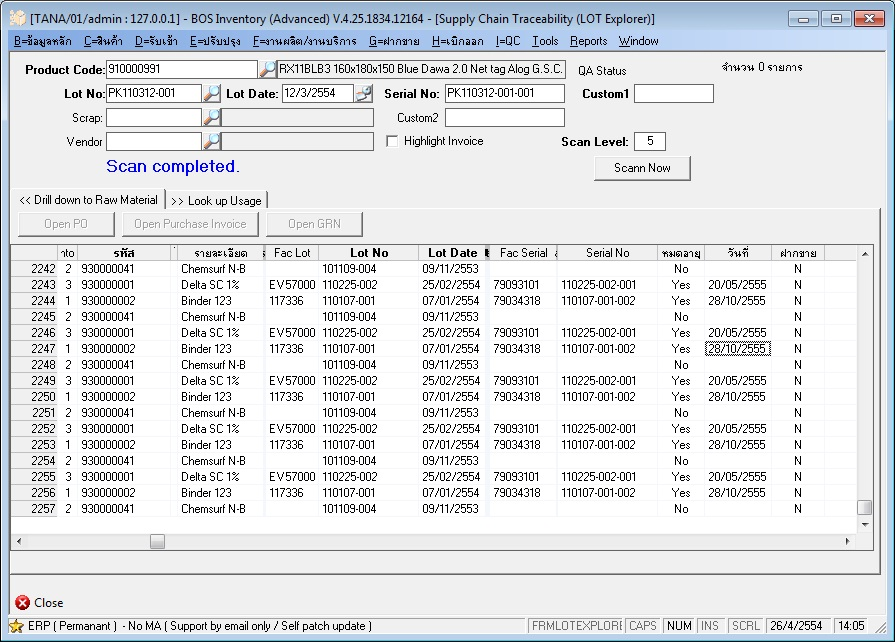 [TANA/01/admin : 127.0.0.1] - BOS Inventory (Advanced) V.4.25.1834.12164 - [Supply Chain Traceability (LOT Explorer)]
B=ข้อมูลหลัก C=สินค้า D=รับเข้า E=ปรับปรุง F=งานผลิต/งานบริการ G=ฝากขาย H=เบิกลอก I=QC Tools Reports Window
Product Code: 910000991 RX11BLB3 160x180x150 Blue Dawa 2.0 Net tag Alog G.S.C. QA Status จำนวน 0 รายการ
Lot No: PK110312-001 Lot Date: 12/3/2554 Serial No: PK110312-001-001 Custom1
Scrap: Custom2
Vendor Highlight Invoice Scan Level: 5
Scan completed. Scann Now
<< Drill down to Raw Material >> Look up Usage
Open PO Open Purchase Invoice Open GRN
nto รหัส รายละเอียด Fac Lot Lot No Lot Date Fac Serial Serial No หมดอายุ วันที่ ฝากขาย
2242 2 930000041 Chemsurf N-B 101109-004 09/11/2553 No N
2243 3 930000001 Delta SC 1% EV57000 110225-002 25/02/2554 79093101 110225-002-001 Yes 20/05/2555 N
2244 1 930000002 Binder 123 117336 110107-001 07/01/2554 79034318 110107-001-002 Yes 28/10/2555 N
2245 2 930000041 Chemsurf N-B 101109-004 09/11/2553 No N
2246 3 930000001 Delta SC 1% EV57000 110225-002 25/02/2554 79093101 110225-002-001 Yes 20/05/2555 N
2247 1 930000002 Binder 123 117336 110107-001 07/01/2554 79034318 110107-001-002 Yes 28/10/2555 N
2248 2 930000041 Chemsurf N-B 101109-004 09/11/2553 No N
2249 3 930000001 Delta SC 1% EV57000 110225-002 25/02/2554 79093101 110225-002-001 Yes 20/05/2555 N
2250 1 930000002 Binder 123 117336 110107-001 07/01/2554 79034318 110107-001-002 Yes 28/10/2555 N
2251 2 930000041 Chemsurf N-B 101109-004 09/11/2553 No N
2252 3 930000001 Delta SC 1% EV57000 110225-002 25/02/2554 79093101 110225-002-001 Yes 20/05/2555 N
2253 1 930000002 Binder 123 117336 110107-001 07/01/2554 79034318 110107-001-002 Yes 28/10/2555 N
2254 2 930000041 Chemsurf N-B 101109-004 09/11/2553 No N
2255 3 930000001 Delta SC 1% EV57000 110225-002 25/02/2554 79093101 110225-002-001 Yes 20/05/2555 N
2256 1 930000002 Binder 123 117336 110107-001 07/01/2554 79034318 110107-001-002 Yes 28/10/2555 N
2257 2 930000041 Chemsurf N-B 101109-004 09/11/2553 No N
Close
ERP ( Permanant ) - No MA ( Support by email only / Self patch update ) FRMLOTEXPLORE CAPS NUM INS SCRL 26/4/2554 14:05